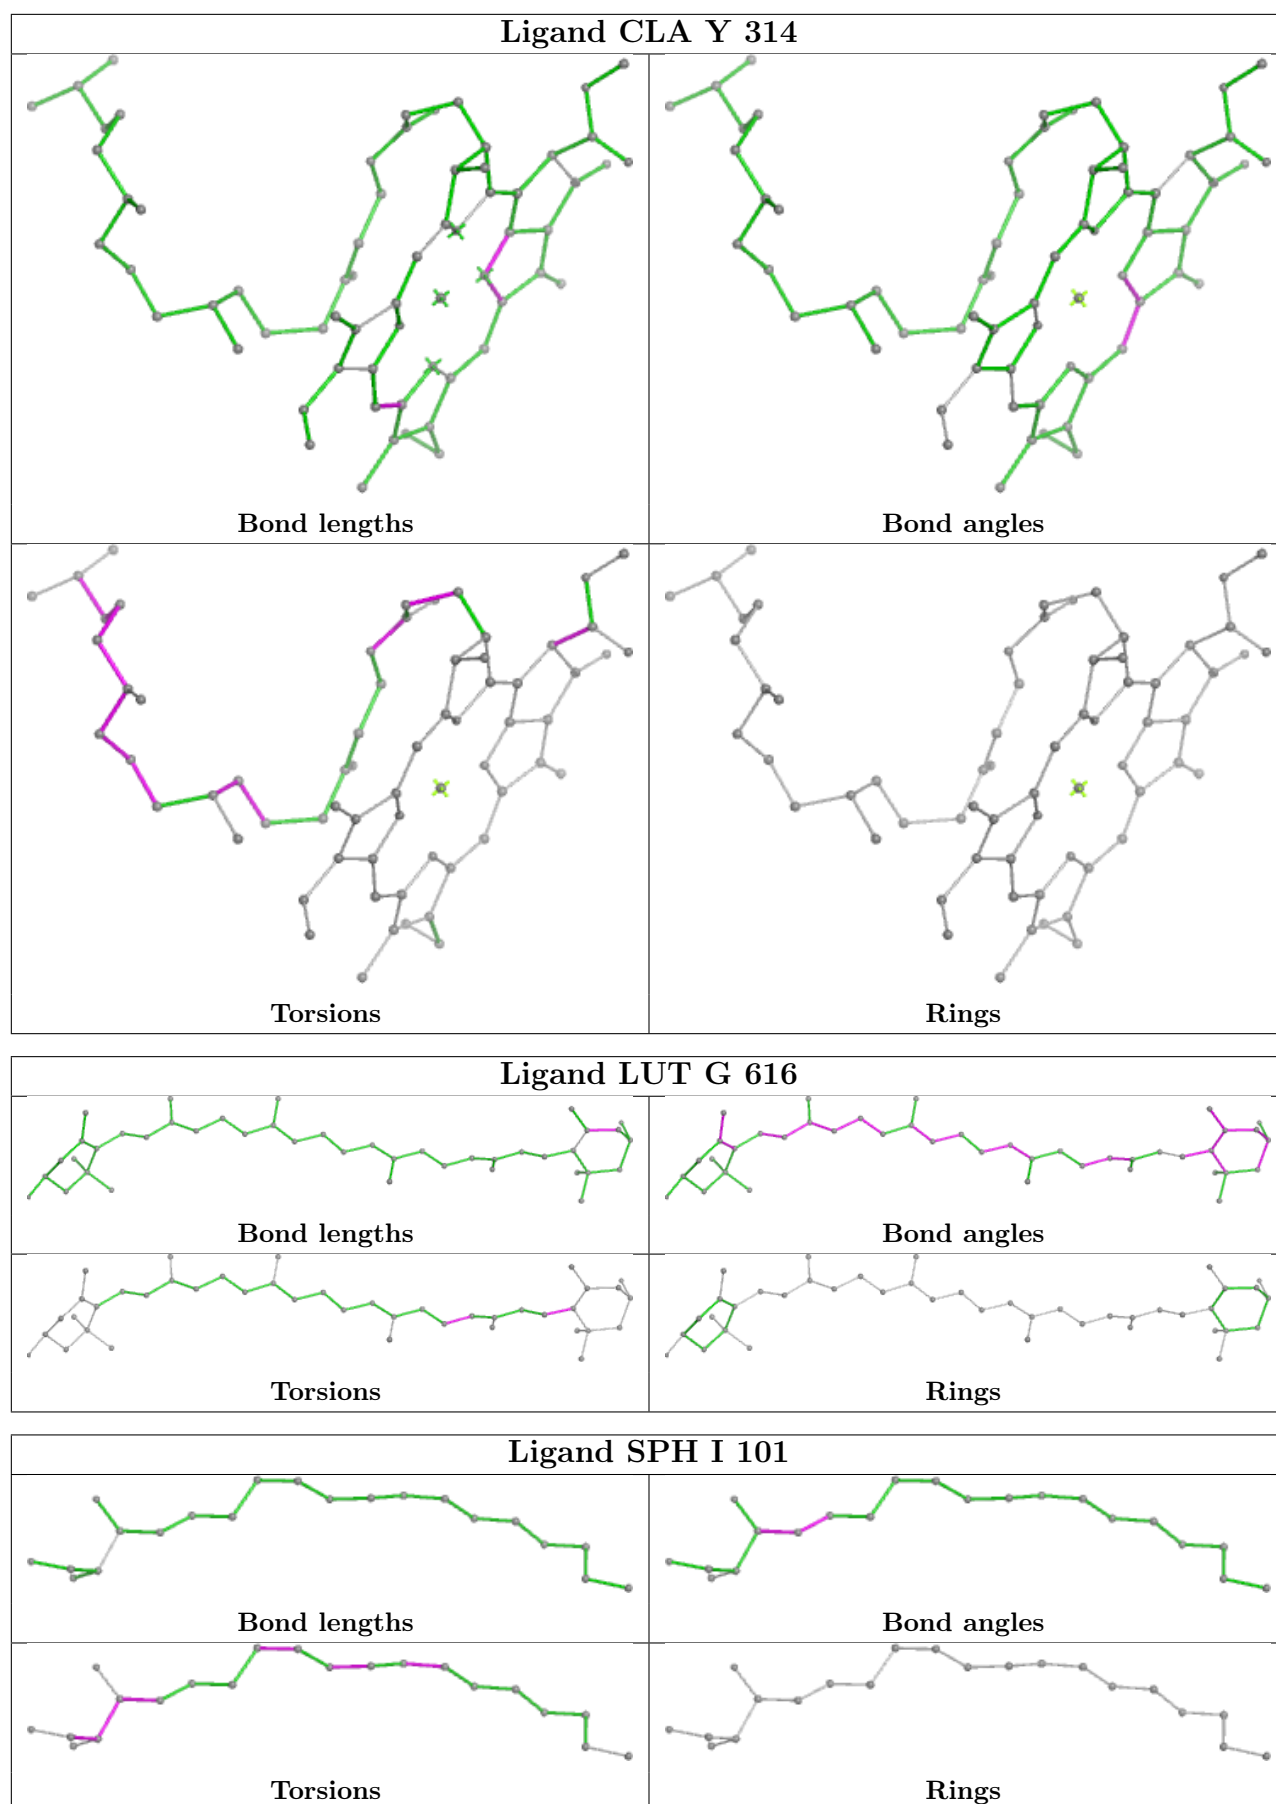 Ligand CLA Y 314
Bond lengths
Bond angles
Torsions
Rings
Ligand LUT G 616
Bond lengths
Bond angles
Torsions
Rings
Ligand SPH I 101
Bond lengths
Bond angles
Torsions
Rings